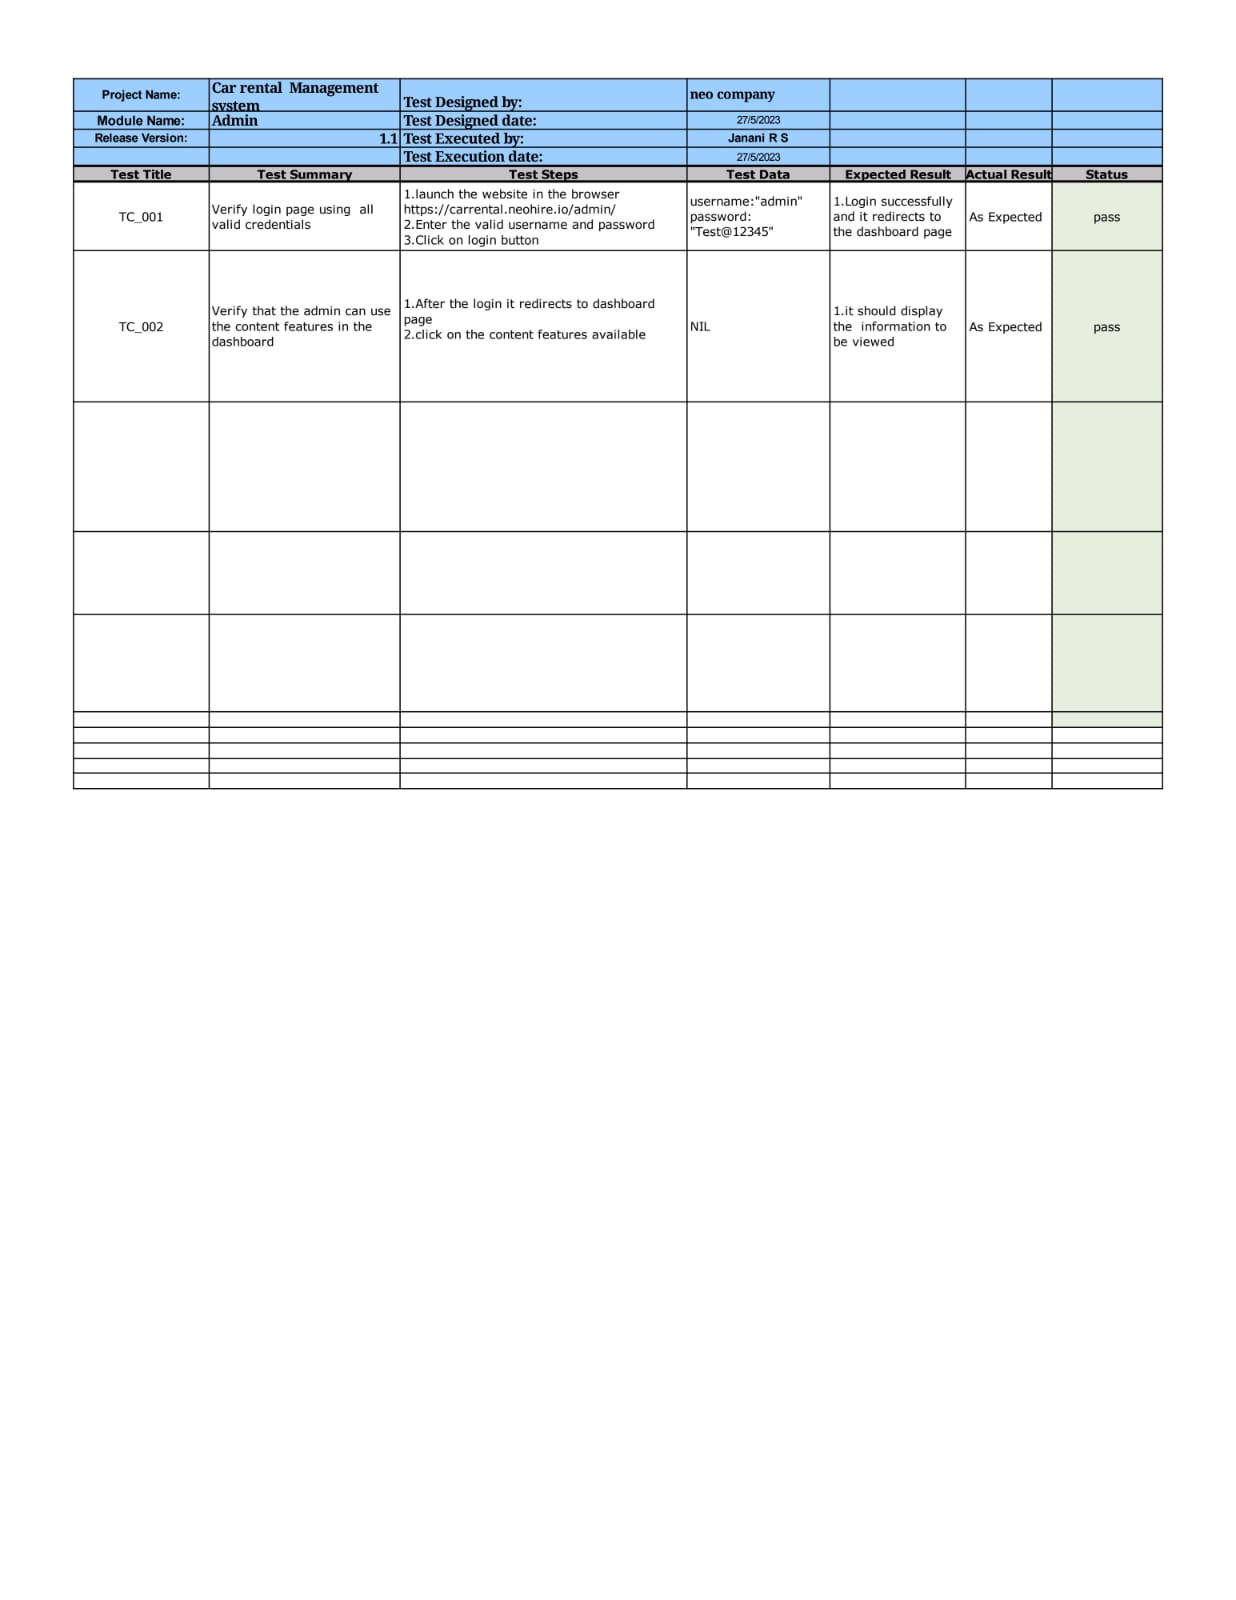 Project Name: Car rental  Management system Test Designed by: neo company
Module Name: Admin Test Designed date: 27/5/2023
Release Version: 1.1 Test Executed by: Janani R S
Test Execution date: 27/5/2023
Test Title Test Summary Test Steps Test Data Expected Result Actual Result Status
TC_001
Verify login page using  all
valid credentials
1.launch the website in the browser
https://carrental.neohire.io/admin/
2.Enter the valid username and password
3.Click on login button
username:"admin"
password:
"Test@12345"
1.Login successfully
and it redirects to
the dashboard page
As Expected
pass
TC_002
Verify that the admin can use
the content features in the
dashboard
1.After the login it redirects to dashboard
page
2.click on the content features available
NIL
1.it should display
the  information to
be viewed
As Expected
pass